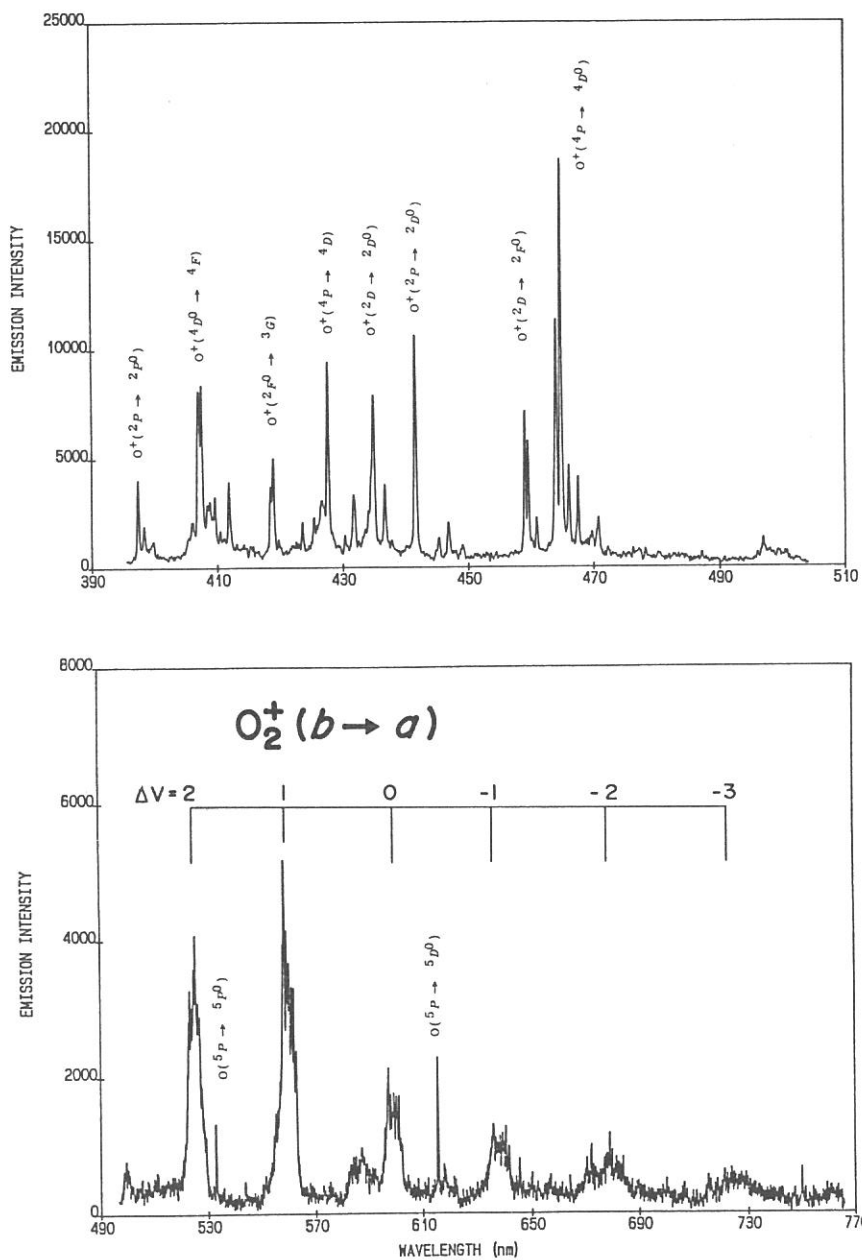 25000
20000
15000
10000
5000
0
EMISSION INTENSITY
O⁺(²P → ²P⁰)
O⁺(⁴D⁰ → ⁴F)
O⁺(²F⁰ → ³G)
O⁺(⁴P → ⁴D)
O⁺(²D → ²D⁰)
O⁺(²P → ²D⁰)
O⁺(²D → ²F⁰)
O⁺(⁴P → ⁴D⁰)
390 410 430 450 470 490 510
8000
6000
4000
2000
0
EMISSION INTENSITY
O₂⁺(b → a)
ΔV = 2 1 0 -1 -2 -3
O(⁵P → ⁵P⁰)
O(⁵P → ⁵D⁰)
490 530 570 610 650 690 730 770
WAVELENGTH (nm)